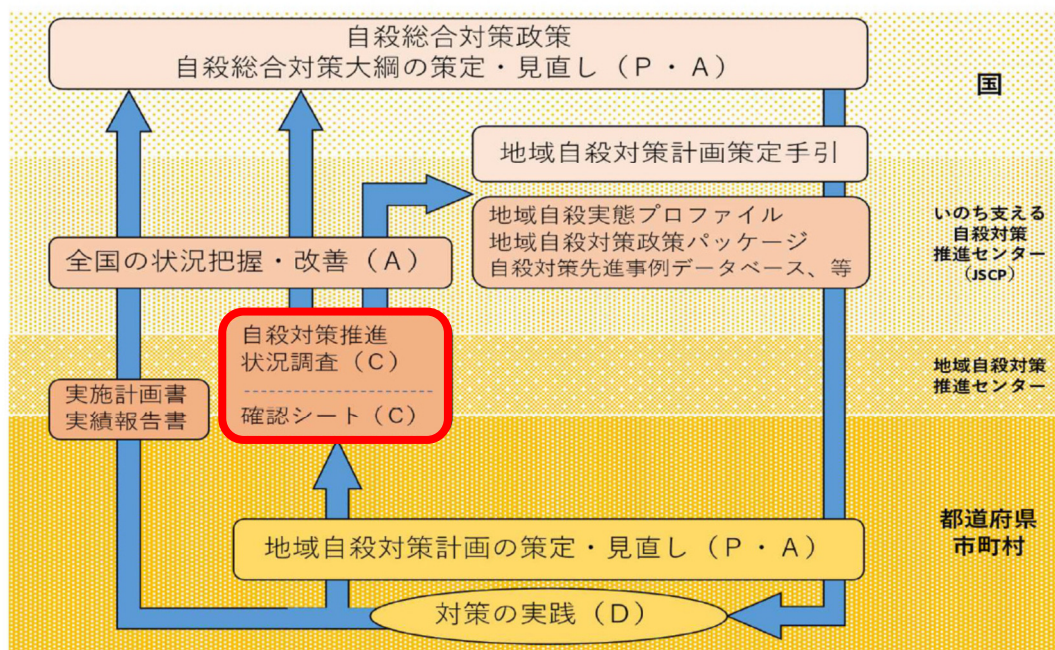 自殺総合対策政策
自殺総合対策大綱の策定・見直し（P・A）
国
地域自殺対策計画策定手引
地域自殺実態プロファイル
地域自殺対策政策パッケージ
自殺対策先進事例データベース、等
いのち支える
自殺対策
推進センター
（JSCP）
全国の状況把握・改善（A）
自殺対策推進
状況調査（C）
確認シート（C）
地域自殺対策
推進センター
実施計画書
実績報告書
都道府県
市町村
地域自殺対策計画の策定・見直し（P・A）
対策の実践（D）